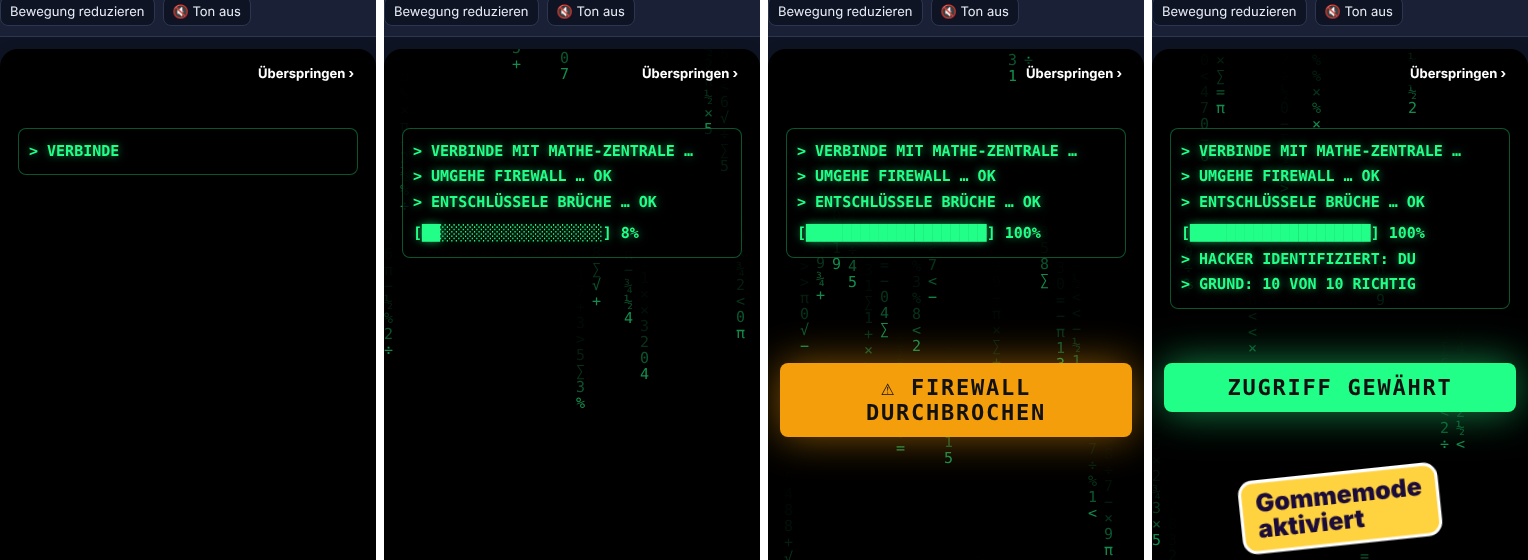 Bewegung reduzieren
🔇 Ton aus
Überspringen ›
> VERBINDE
Bewegung reduzieren
🔇 Ton aus
Überspringen ›
> VERBINDE MIT MATHE-ZENTRALE …
> UMGEHE FIREWALL … OK
> ENTSCHLÜSSELE BRÜCHE … OK
[██░░░░░░░░░░░░░░░░░░] 8%
Bewegung reduzieren
🔇 Ton aus
Überspringen ›
> VERBINDE MIT MATHE-ZENTRALE …
> UMGEHE FIREWALL … OK
> ENTSCHLÜSSELE BRÜCHE … OK
[████████████████████] 100%
⚠ FIREWALL
DURCHBROCHEN
Bewegung reduzieren
🔇 Ton aus
Überspringen ›
> VERBINDE MIT MATHE-ZENTRALE …
> UMGEHE FIREWALL … OK
> ENTSCHLÜSSELE BRÜCHE … OK
[████████████████████] 100%
> HACKER IDENTIFIZIERT: DU
> GRUND: 10 VON 10 RICHTIG
ZUGRIFF GEWÄHRT
Gommemode
aktiviert